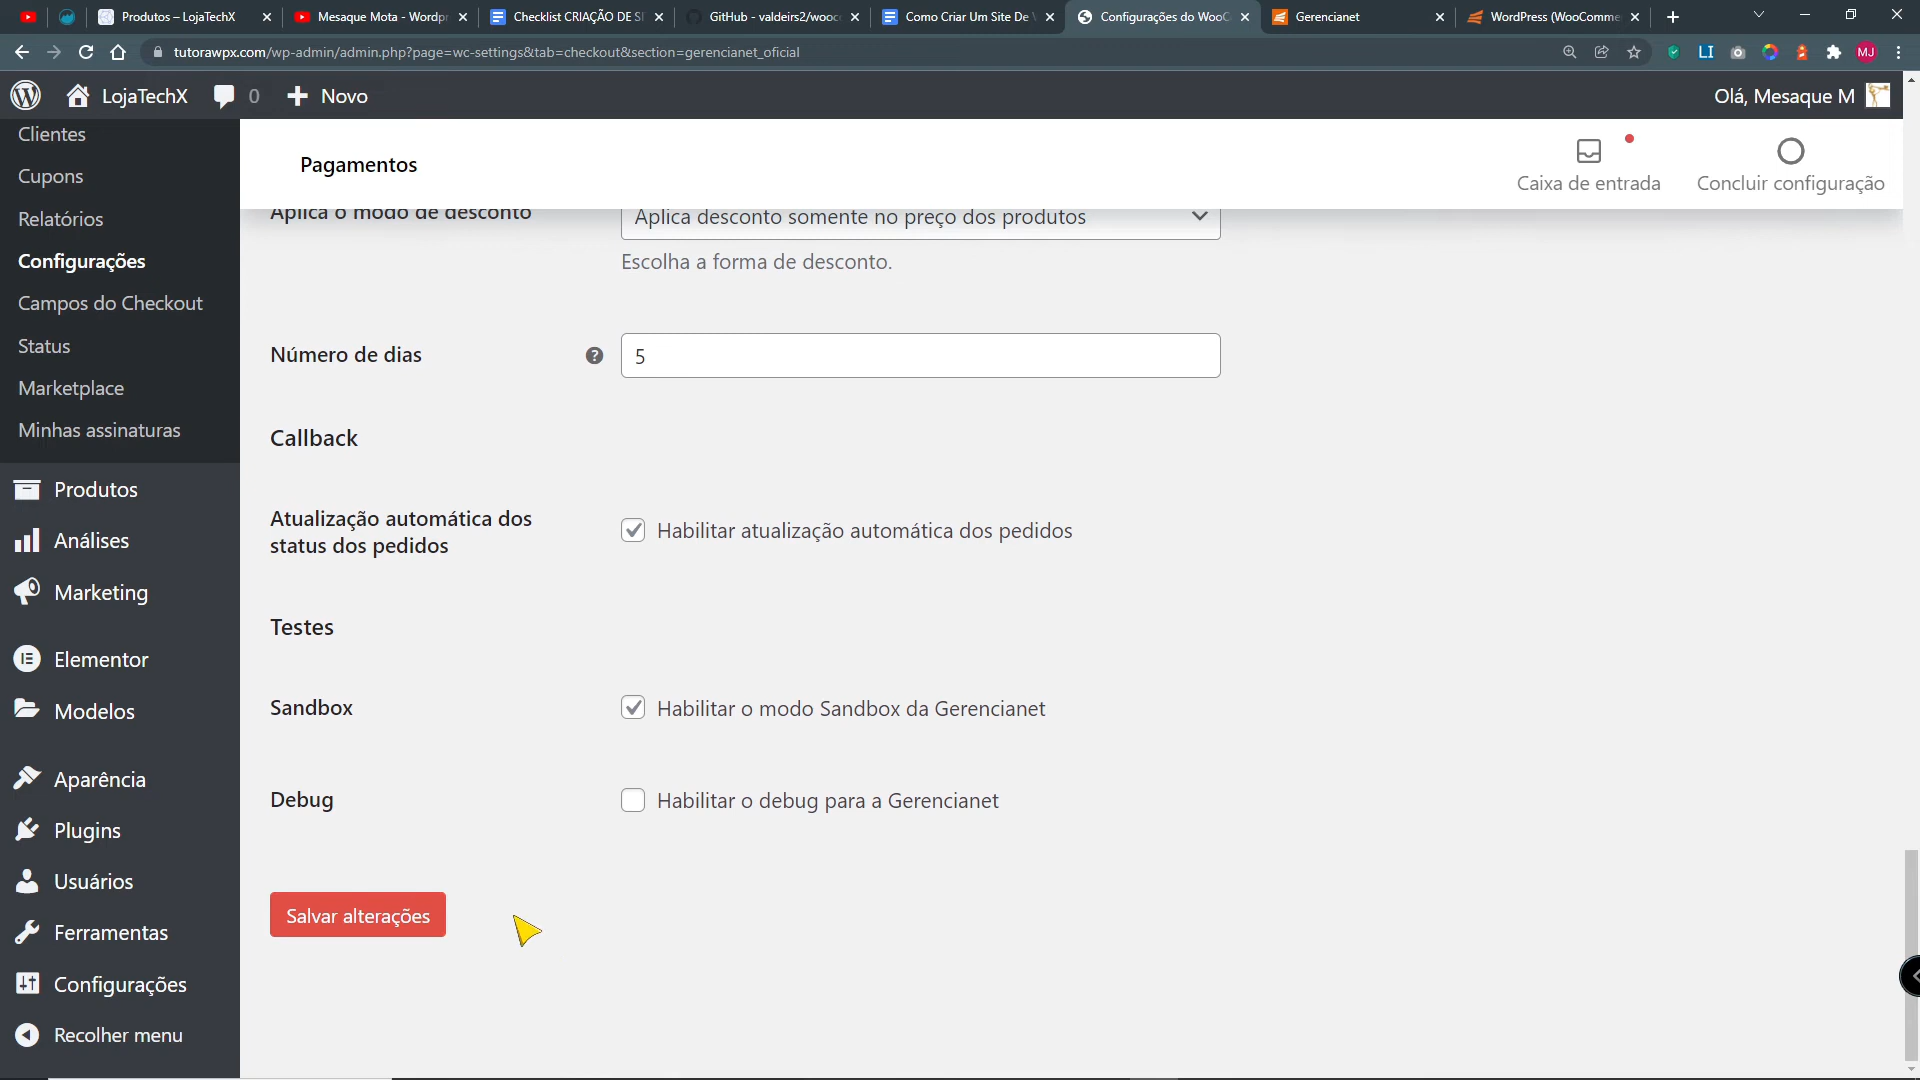 Produtos – LojaTechX
Mesaque Mota - Wordpr
Checklist CRIAÇÃO DE SI
GitHub - valdeirs2/wooc
Como Criar Um Site De V
Configurações do WooC
Gerencianet
WordPress (WooComme
tutorawpx.com/wp-admin/admin.php?page=wc-settings&tab=checkout&section=gerencianet_oficial
LI
MJ
LojaTechX
0
Novo
Olá, Mesaque M
Clientes
Cupons
Relatórios
Configurações
Campos do Checkout
Status
Marketplace
Minhas assinaturas
Produtos
Análises
Marketing
Elementor
Modelos
Aparência
Plugins
Usuários
Ferramentas
Configurações
Recolher menu
Pagamentos
Caixa de entrada
Concluir configuração
Aplica o modo de desconto
Aplica desconto somente no preço dos produtos
Escolha a forma de desconto.
Número de dias
5
Callback
Atualização automática dos
status dos pedidos
Habilitar atualização automática dos pedidos
Testes
Sandbox
Habilitar o modo Sandbox da Gerencianet
Debug
Habilitar o debug para a Gerencianet
Salvar alterações